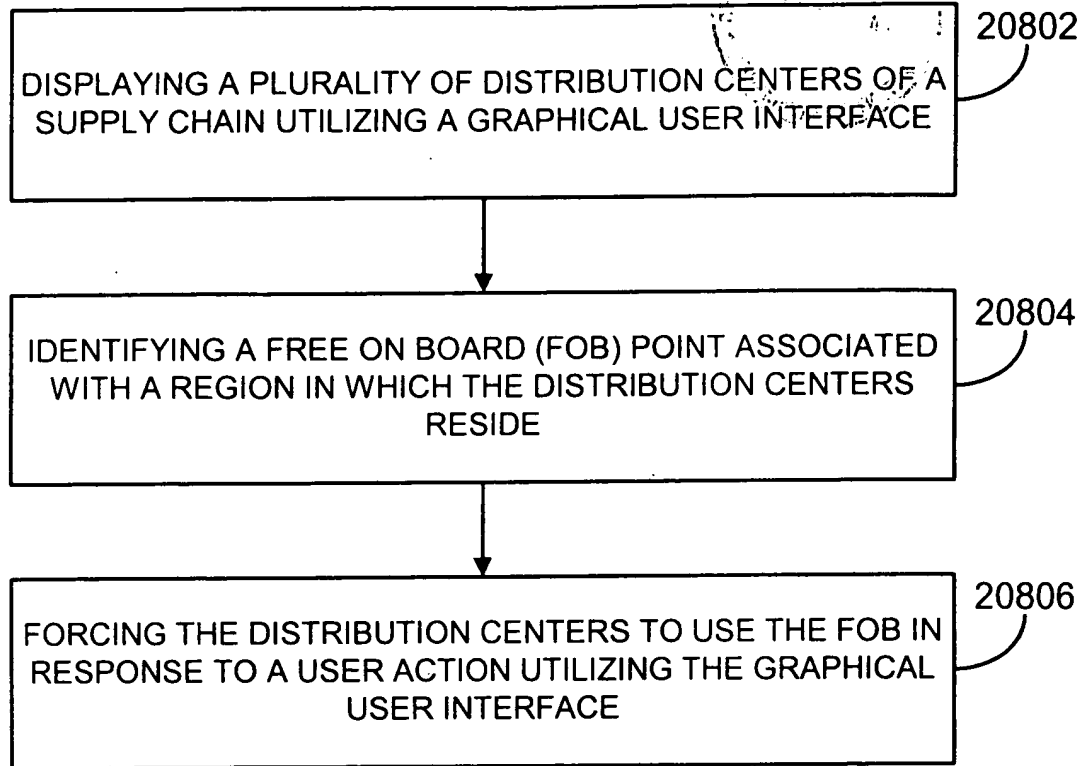 20802
DISPLAYING A PLURALITY OF DISTRIBUTION CENTERS OF A
SUPPLY CHAIN UTILIZING A GRAPHICAL USER INTERFACE
20804
IDENTIFYING A FREE ON BOARD (FOB) POINT ASSOCIATED
WITH A REGION IN WHICH THE DISTRIBUTION CENTERS
RESIDE
20806
FORCING THE DISTRIBUTION CENTERS TO USE THE FOB IN
RESPONSE TO A USER ACTION UTILIZING THE GRAPHICAL
USER INTERFACE